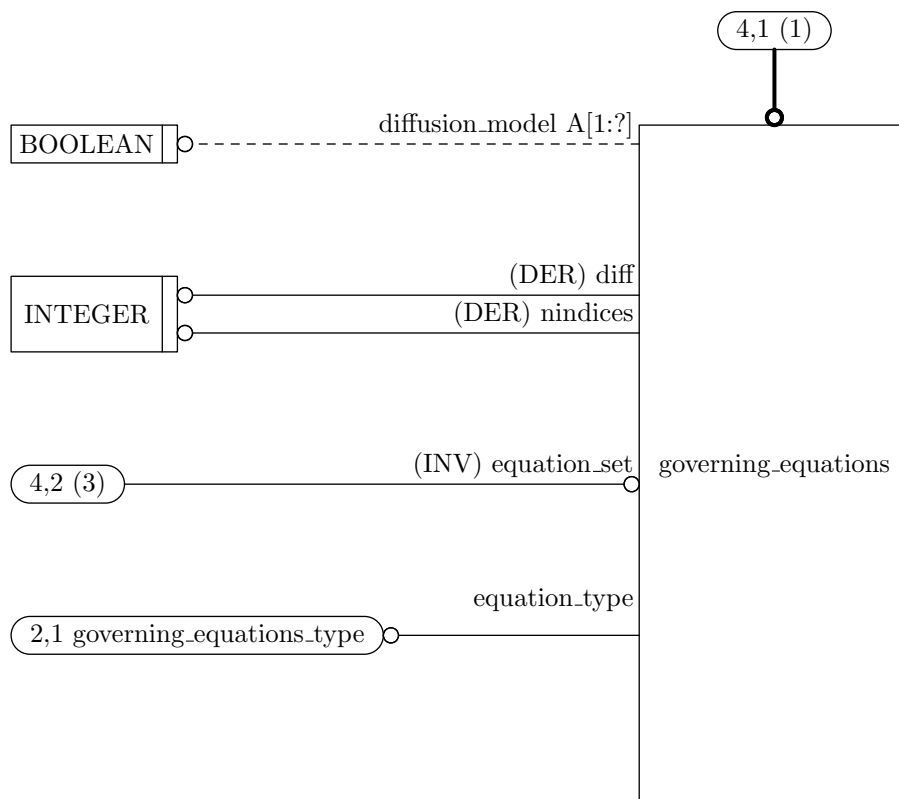 4,1 (1)
diffusion_model A[1:?]
BOOLEAN
(DER) diff
INTEGER
(DER) nindices
(INV) equation_set
governing_equations
4,2 (3)
equation_type
2,1 governing_equations_type